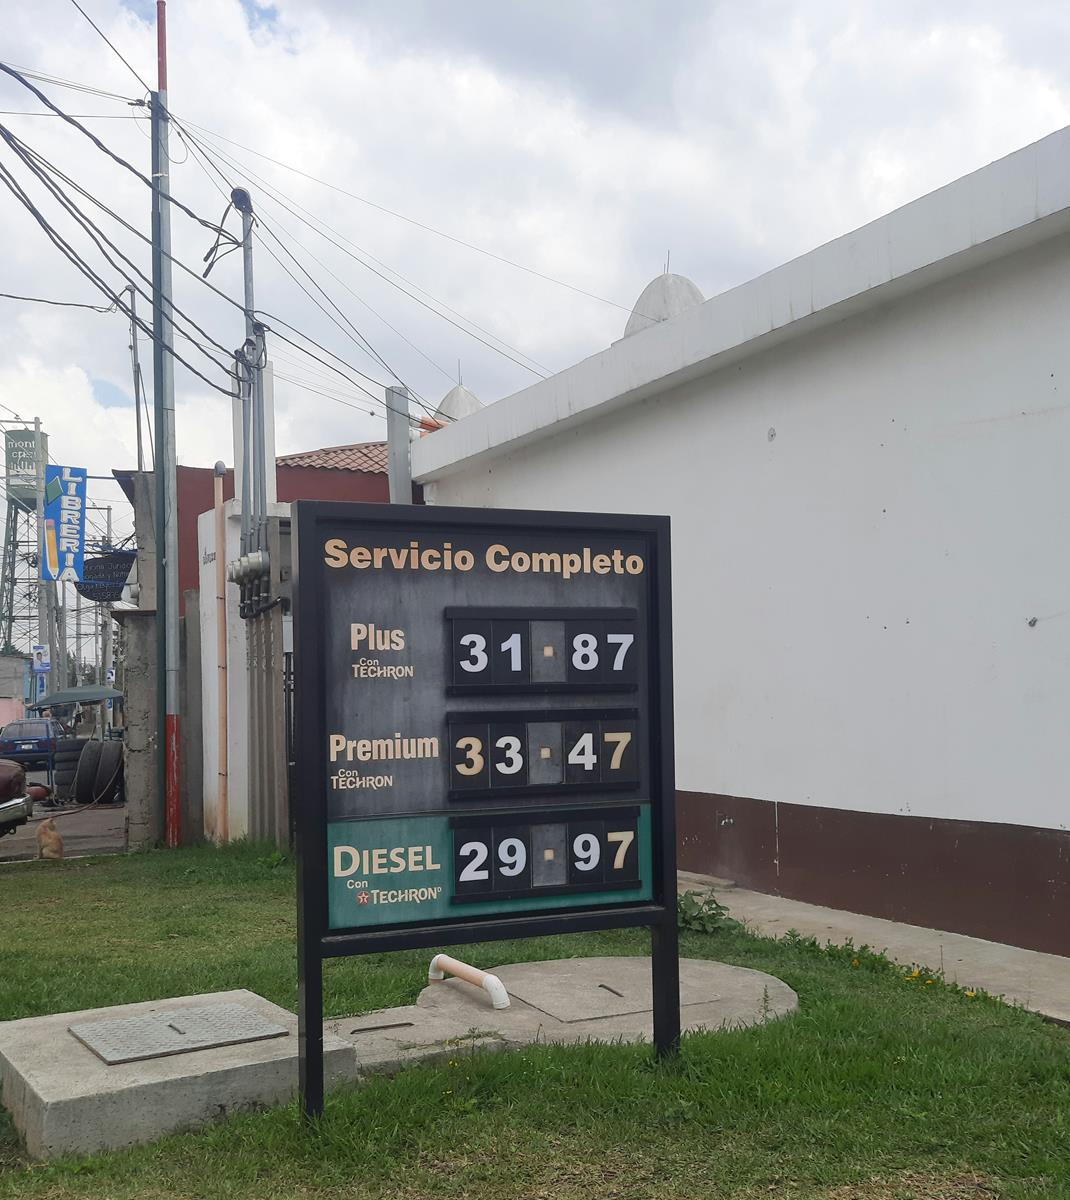 Servicio Completo
Plus
Con
TECHRON
31.87
Premium
Con
TECHRON
33.47
DIESEL
Con
TECHRON
29.97
LIBRERIA